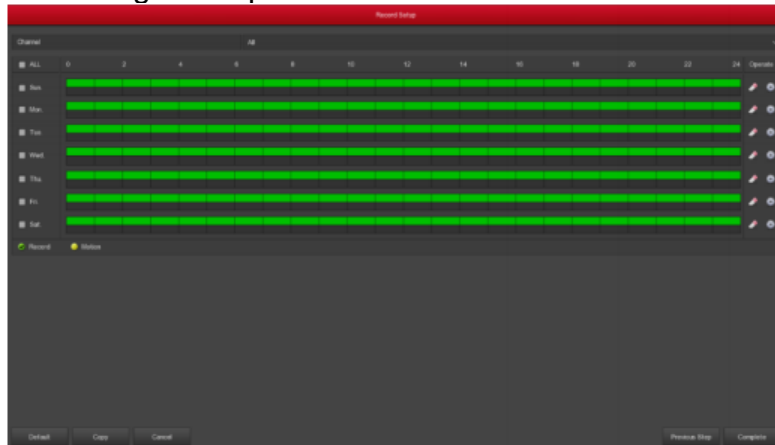 Record Setup
Channel All
ALL 0 2 4 6 8 10 12 14 16 18 20 22 24 Operate
Sun.
Mon.
Tue.
Wed.
Thu.
Fri.
Sat.
Record Motion
Default Copy Cancel Previous Step Complete